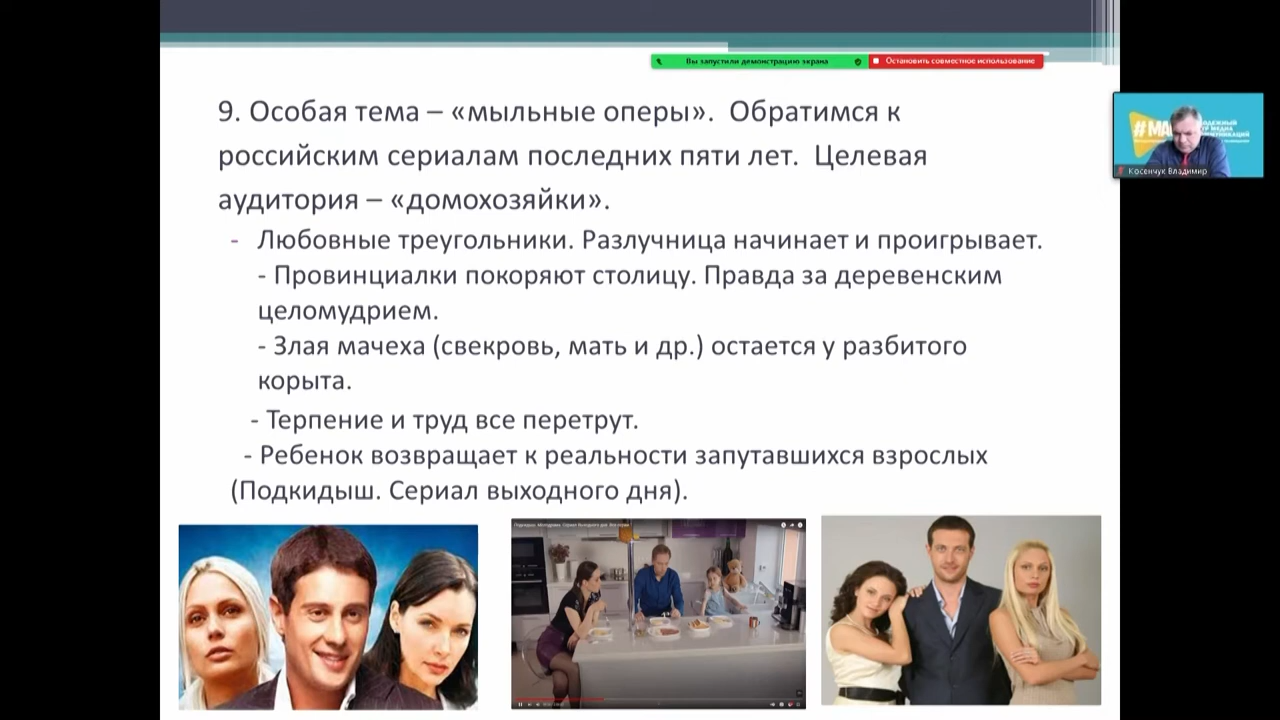 Вы запустили демонстрацию экрана
Остановить совместное использование
9. Особая тема – «мыльные оперы».  Обратимся к
российским сериалам последних пяти лет.  Целевая
аудитория – «домохозяйки».
- Любовные треугольники. Разлучница начинает и проигрывает.
- Провинциалки покоряют столицу. Правда за деревенским
целомудрием.
- Злая мачеха (свекровь, мать и др.) остается у разбитого
корыта.
- Терпение и труд все перетрут.
- Ребенок возвращает к реальности запутавшихся взрослых
(Подкидыш. Сериал выходного дня).
Косенчук Владимир